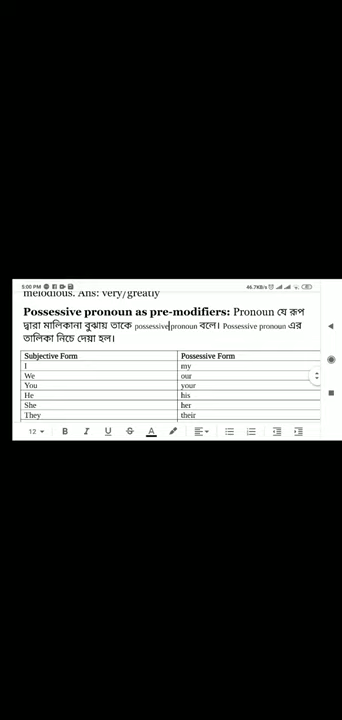 5:00 PM
46.7KB/s
melodious. Ans: very/greatly
Possessive pronoun as pre-modifiers: Pronoun যে রূপ
দ্বারা মালিকানা বুঝায় তাকে possessive pronoun বলে। Possessive pronoun এর
তালিকা নিচে দেয়া হল।
Subjective Form Possessive Form
I my
We our
You your
He his
She her
They their
12 B I U S A